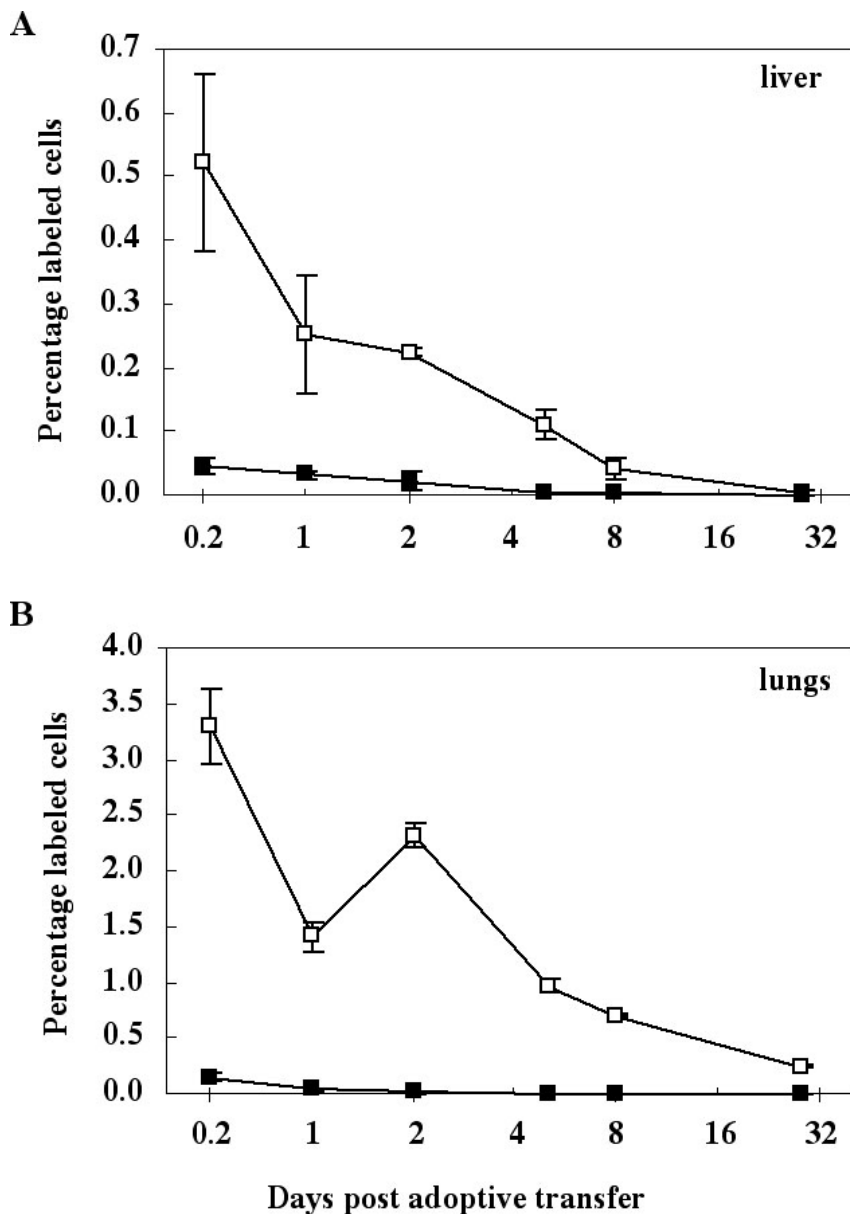 A
liver
Percentage labeled cells
0.7
0.6
0.5
0.4
0.3
0.2
0.1
0.0
0.2 1 2 4 8 16 32
B
lungs
Percentage labeled cells
4.0
3.5
3.0
2.5
2.0
1.5
1.0
0.5
0.0
0.2 1 2 4 8 16 32
Days post adoptive transfer